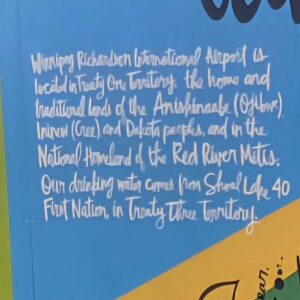 Winnipeg Richardson International Airport is
located in Treaty One Territory, the home and
traditional lands of the Anishinaabe (Ojibwe),
Ininew (Cree) and Dakota peoples, and in the
National Homeland of the Red River Métis.
Our drinking water comes from Shoal Lake 40
First Nation, in Treaty Three Territory.